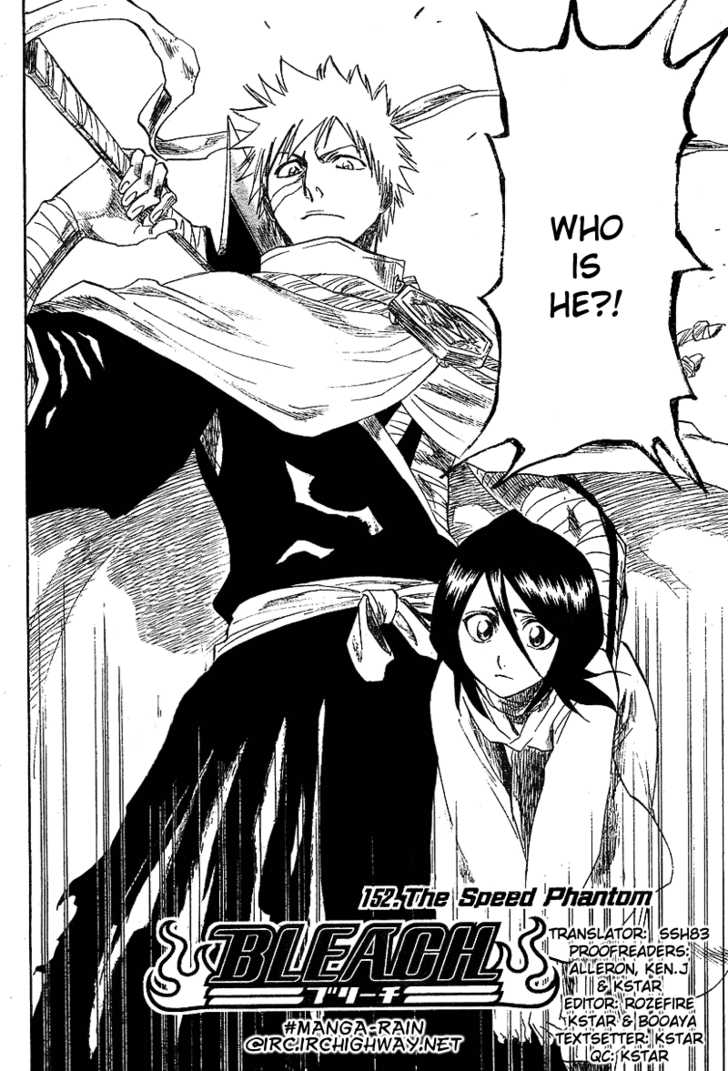 WHO
IS
HE?!
152.The Speed Phantom
BLEACH
ブリーチ
#MANGA-RAIN
@IRC.IRCHIGHWAY.NET
TRANSLATOR: SSH83
PROOFREADERS:
ALLERON, KEN.J
& KSTAR
EDITOR: ROZEFIRE
KSTAR & BOOAYA
TEXTSETTER: KSTAR
QC: KSTAR